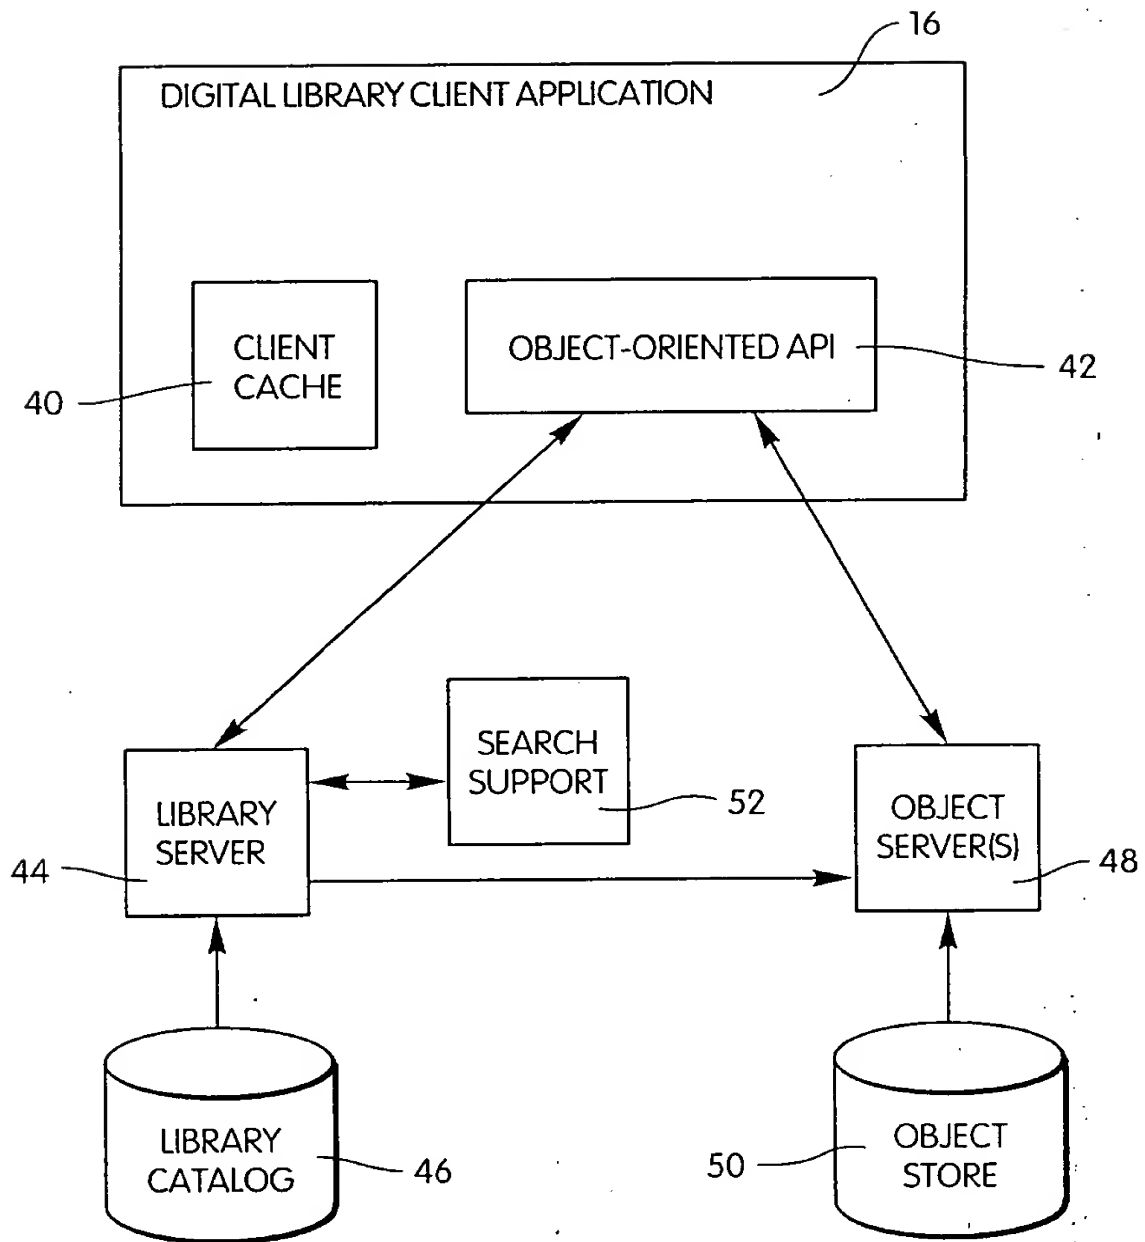 16
DIGITAL LIBRARY CLIENT APPLICATION
CLIENT
CACHE
40
OBJECT-ORIENTED API
42
SEARCH
SUPPORT
52
LIBRARY
SERVER
44
OBJECT
SERVER(S)
48
LIBRARY
CATALOG
46
OBJECT
STORE
50